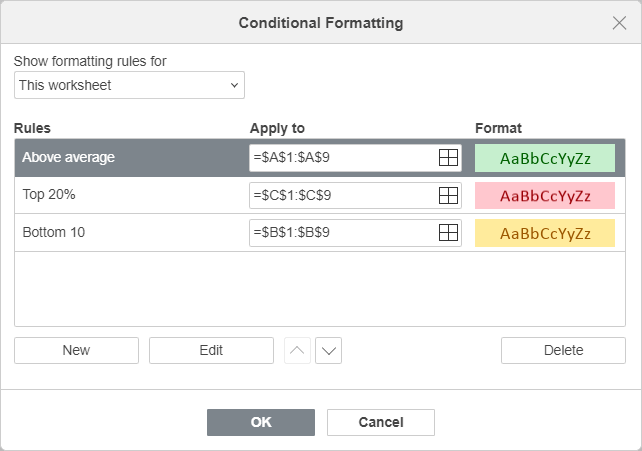 Conditional Formatting
Show formatting rules for
This worksheet
Rules Apply to Format
Above average =$A$1:$A$9 AaBbCcYyZz
Top 20% =$C$1:$C$9 AaBbCcYyZz
Bottom 10 =$B$1:$B$9 AaBbCcYyZz
New Edit Delete
OK Cancel